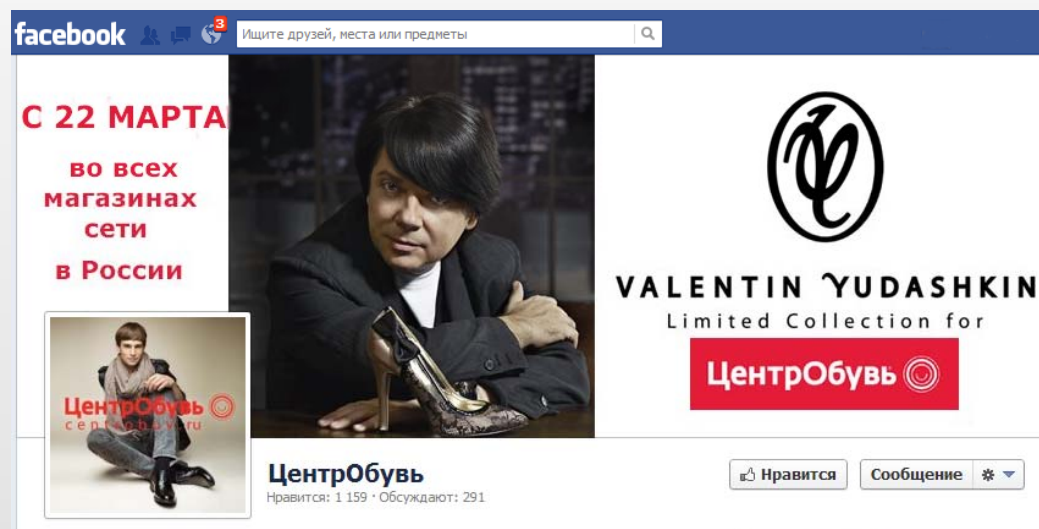 facebook
3
Ищите друзей, места или предметы
С 22 МАРТА
во всех
магазинах
сети
в России
VALENTIN YUDASHKIN
Limited Collection for
ЦентрОбувь
ЦентрОбувь
centrobuv.ru
ЦентрОбувь
Нравится: 1 159 · Обсуждают: 291
Нравится
Сообщение